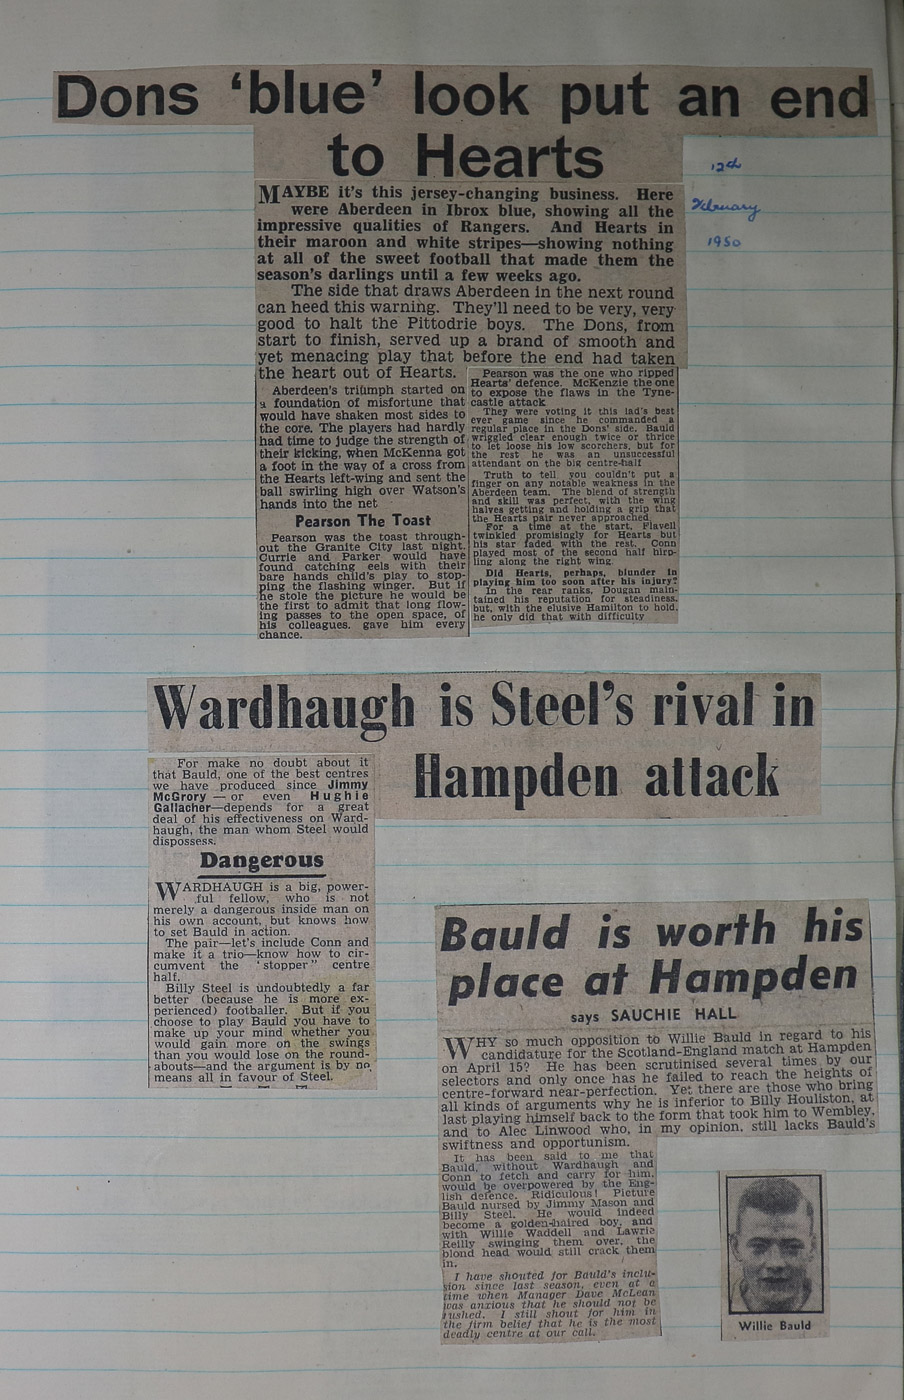 Dons ‘blue’ look put an end
to Hearts
12th
February
1950
MAYBE it's this jersey-changing business. Here
were Aberdeen in Ibrox blue, showing all the
impressive qualities of Rangers. And Hearts in
their maroon and white stripes—showing nothing
at all of the sweet football that made them the
season's darlings until a few weeks ago.
The side that draws Aberdeen in the next round
can heed this warning. They'll need to be very, very
good to halt the Pittodrie boys. The Dons, from
start to finish, served up a brand of smooth and
yet menacing play that before the end had taken
the heart out of Hearts.
Aberdeen's triumph started on
a foundation of misfortune that
would have shaken most sides to
the core. The players had hardly
had time to judge the strength of
their kicking, when McKenna got
a foot in the way of a cross from
the Hearts left-wing and sent the
ball swirling high over Watson's
hands into the net
Pearson The Toast
Pearson was the toast through-
out the Granite City last night.
Currie and Parker would have
found catching eels with their
bare hands child's play to stop-
ping the flashing winger. But if
he stole the picture he would be
the first to admit that long flow-
ing passes to the open space, of
his colleagues, gave him every
chance.
Pearson was the one who ripped
Hearts' defence. McKenzie the one
to expose the flaws in the Tyne-
castle attack
They were voting it this lad's best
ever game since he commanded a
regular place in the Dons' side. Bauld
wriggled clear enough twice or thrice
to let loose his low scorchers, but for
the rest he was an unsuccessful
attendant on the big centre-half
Truth to tell you couldn't put a
finger on any notable weakness in the
Aberdeen team. The blend of strength
and skill was perfect, with the wing
halves getting and holding a grip that
the Hearts pair never approached.
For a time at the start, Flavell
twinkled promisingly for Hearts but
his star faded with the rest. Conn
played most of the second half hirp-
ling along the right wing.
Did Hearts, perhaps, blunder in
playing him too soon after his injury?
In the rear ranks, Dougan main-
tained his reputation for steadiness,
but, with the elusive Hamilton to hold,
he only did that with difficulty
Wardhaugh is Steel's rival in
Hampden attack
For make no doubt about it
that Bauld, one of the best centres
we have produced since Jimmy
McGrory — or even Hughie
Gallacher—depends for a great
deal of his effectiveness on Ward-
haugh, the man whom Steel would
dispossess.
Dangerous
WARDHAUGH is a big, power-
ful fellow, who is not
merely a dangerous inside man on
his own account, but knows how
to set Bauld in action.
The pair—let's include Conn and
make it a trio—know how to cir-
cumvent the "stopper" centre
half.
Billy Steel is undoubtedly a far
better (because he is more ex-
perienced) footballer. But if you
choose to play Bauld you have to
make up your mind whether you
would gain more on the swings
than you would lose on the round-
abouts—and the argument is by no
means all in favour of Steel.
Bauld is worth his
place at Hampden
says SAUCHIE HALL
WHY so much opposition to Willie Bauld in regard to his
candidature for the Scotland-England match at Hampden
on April 15? He has been scrutinised several times by our
selectors and only once has he failed to reach the heights of
centre-forward near-perfection. Yet there are those who bring
all kinds of arguments why he is inferior to Billy Houliston, at
last playing himself back to the form that took him to Wembley,
and to Alec Linwood who, in my opinion, still lacks Bauld's
swiftness and opportunism.
It has been said to me that
Bauld, without Wardhaugh and
Conn to fetch and carry for him,
would be overpowered by the Eng-
lish defence. Ridiculous! Picture
Bauld nursed by Jimmy Mason and
Billy Steel. He would indeed
become a golden-haired boy, and
with Willie Waddell and Lawrie
Reilly swinging them over, the
blond head would still crack them
in.
I have shouted for Bauld's inclu-
sion since last season, even at a
time when Manager Dave McLean
was anxious that he should not be
rushed. I still shout for him in
the firm belief that he is the most
deadly centre at our call.
Willie Bauld